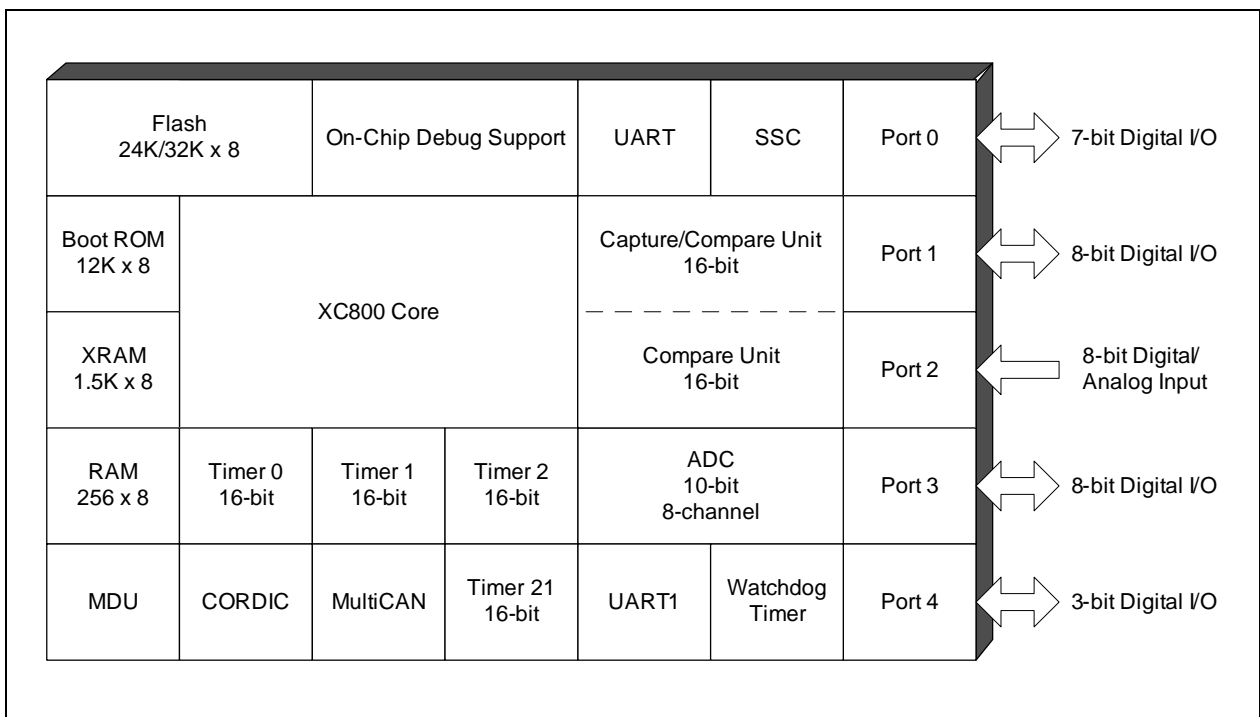 Flash
24K/32K x 8
On-Chip Debug Support
UART
SSC
Port 0
7-bit Digital I/O
Boot ROM
12K x 8
XC800 Core
Capture/Compare Unit
16-bit
Port 1
8-bit Digital I/O
XRAM
1.5K x 8
Compare Unit
16-bit
Port 2
8-bit Digital/
Analog Input
RAM
256 x 8
Timer 0
16-bit
Timer 1
16-bit
Timer 2
16-bit
ADC
10-bit
8-channel
Port 3
8-bit Digital I/O
MDU
CORDIC
MultiCAN
Timer 21
16-bit
UART1
Watchdog
Timer
Port 4
3-bit Digital I/O